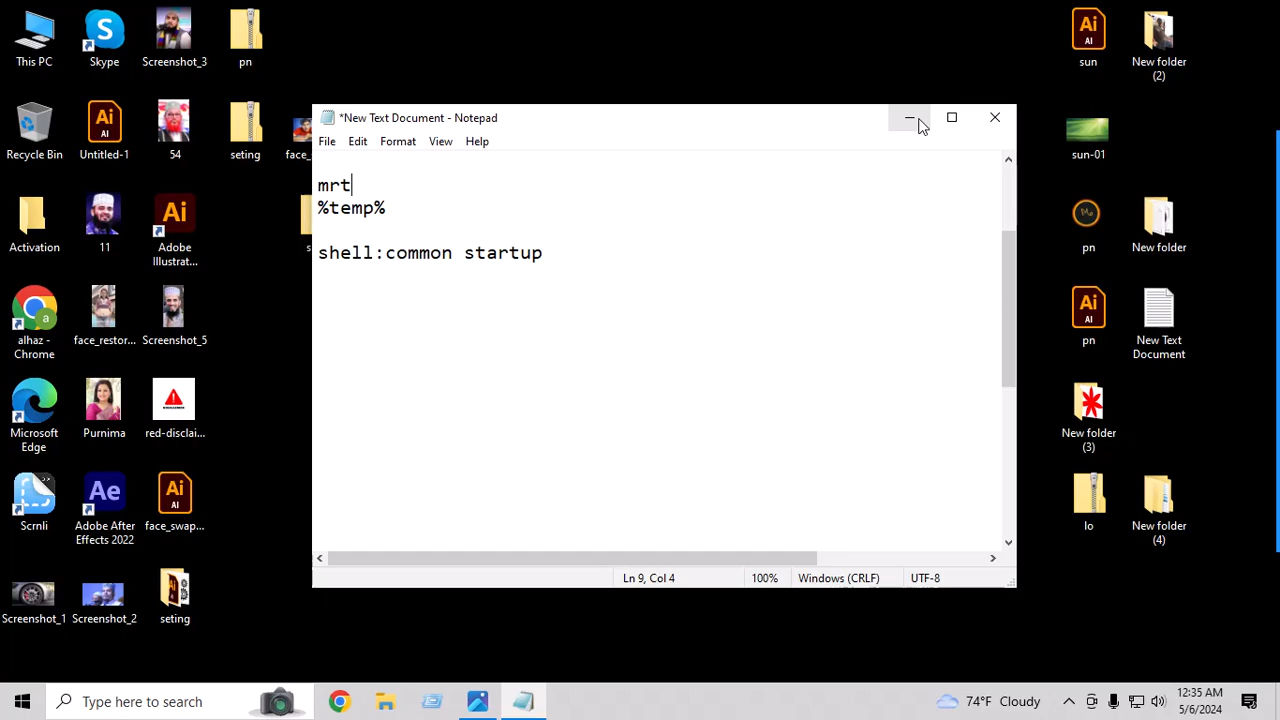 This PC
Skype
Screenshot_3
pn
Recycle Bin
Untitled-1
54
seting
face_
Activation
11
Adobe
Illustrat...
s
alhaz -
Chrome
face_restor...
Screenshot_5
Microsoft
Edge
Purnima
red-disclai...
Scrnli
Adobe After
Effects 2022
face_swap...
Screenshot_1
Screenshot_2
seting
*New Text Document - Notepad
File Edit Format View Help
mrt
%temp%
shell:common startup
Ln 9, Col 4 100% Windows (CRLF) UTF-8
sun
New folder
(2)
sun-01
pn
New folder
pn
New Text
Document
New folder
(3)
lo
New folder
(4)
Type here to search
74°F Cloudy
12:35 AM
5/6/2024